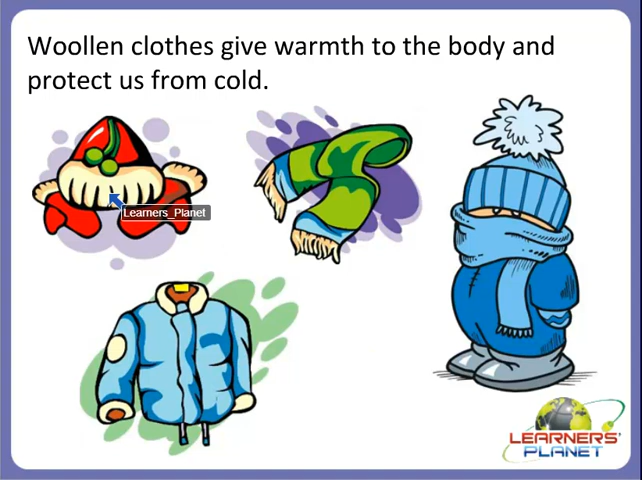 Woollen clothes give warmth to the body and
protect us from cold.
Learners_Planet
LEARNERS'
PLANET